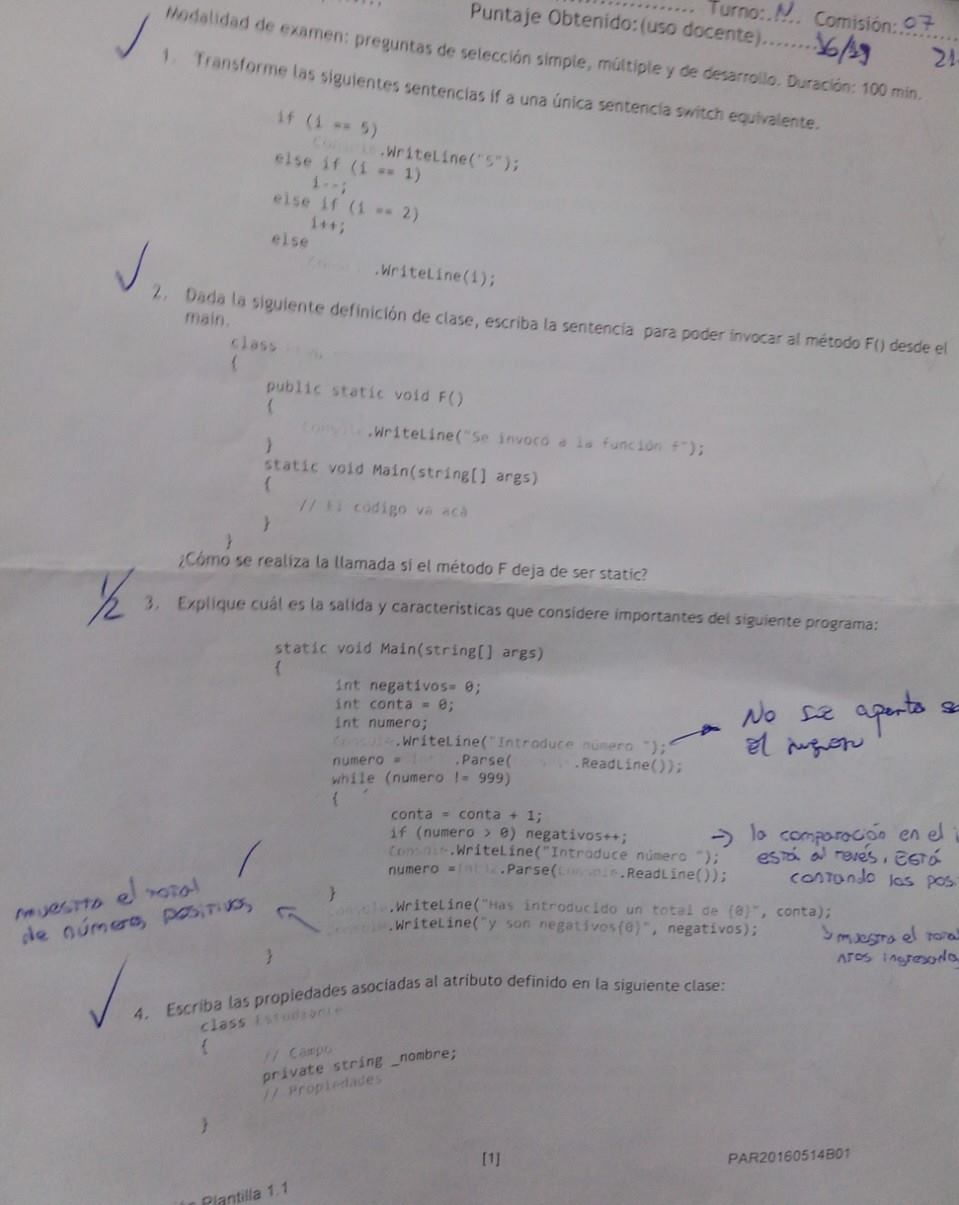 Turno: N Comisión: 07
Puntaje Obtenido: (uso docente)
Modalidad de examen: preguntas de selección simple, múltiple y de desarrollo. Duración: 100 min.
1. Transforme las siguientes sentencias if a una única sentencia switch equivalente.
if (i == 5)
Console.WriteLine("5");
else if (i == 1)
i--;
else if (i == 2)
i++;
else
.WriteLine(i);
2. Dada la siguiente definición de clase, escriba la sentencia para poder invocar al método F() desde el
main.
class
{
public static void F()
{
Console.WriteLine("Se invocó a la función f");
}
static void Main(string[] args)
{
// El código va acá
}
}
¿Cómo se realiza la llamada si el método F deja de ser static?
1/2
3. Explique cuál es la salida y características que considere importantes del siguiente programa:
static void Main(string[] args)
{
int negativos= 0;
int conta = 0;
int numero;
Console.WriteLine("Introduce número ");
No se
el
numero = .Parse( .ReadLine());
while (numero != 999)
{
conta = conta + 1;
if (numero > 0) negativos++;
→ la comparación en el
Console.WriteLine("Introduce número ");
está al revés. Está
numero =Int32.Parse(Console.ReadLine());
contando los pos
}
muestra el total
de números positivos
Console.WriteLine("Has introducido un total de {0}", conta);
Console.WriteLine("y son negativos{0}", negativos);
muestra el total
}
4. Escriba las propiedades asociadas al atributo definido en la siguiente clase:
class Estudiante
{
// Campo
private string _nombre;
// Propiedades
}
[1]
PAR20160514B01
Plantilla 1.1